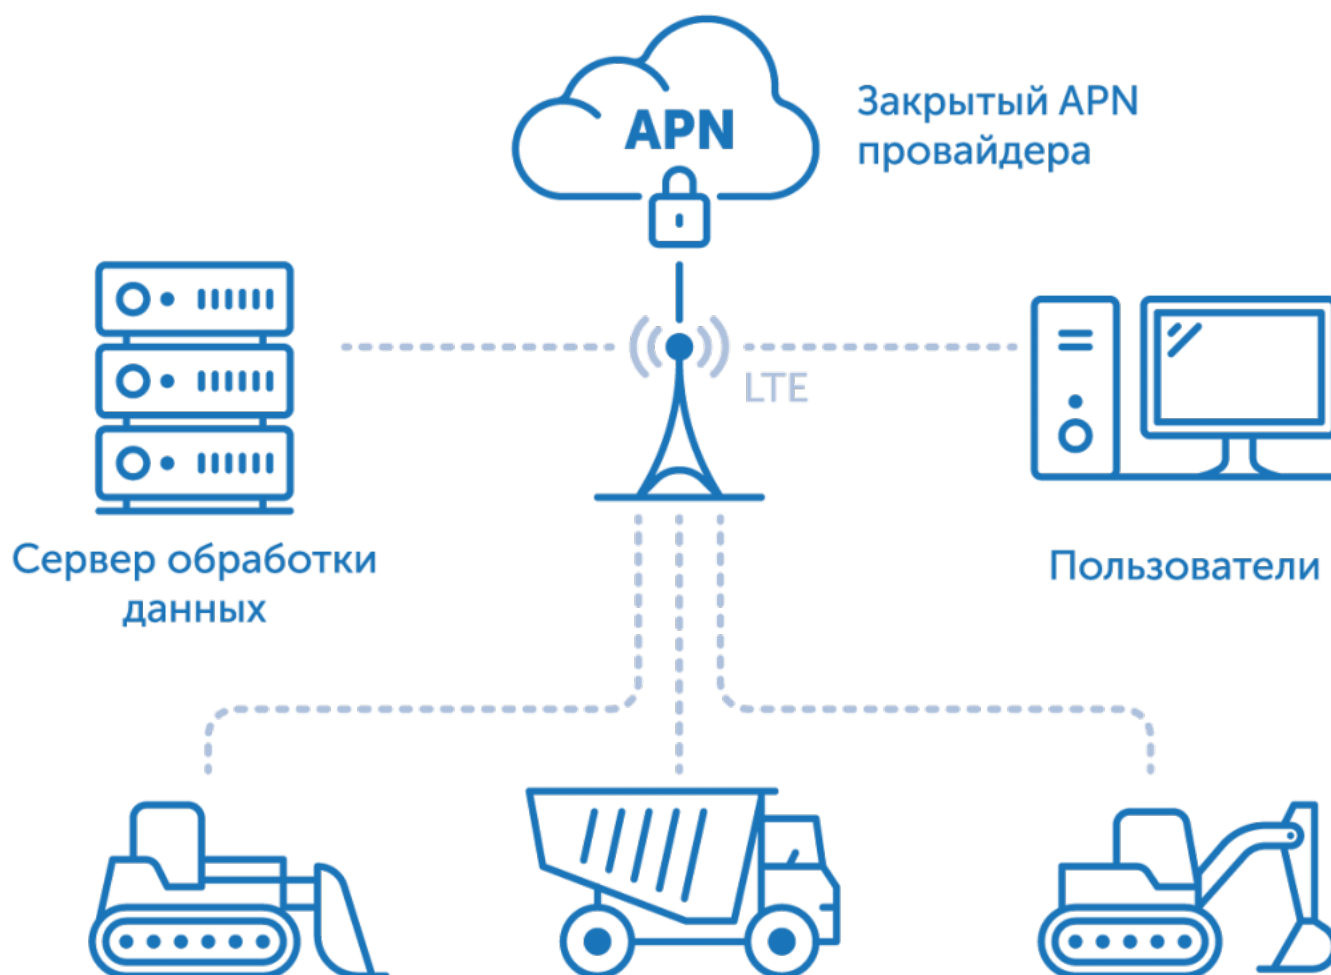 APN
Закрытый APN
провайдера
LTE
Сервер обработки
данных
Пользователи